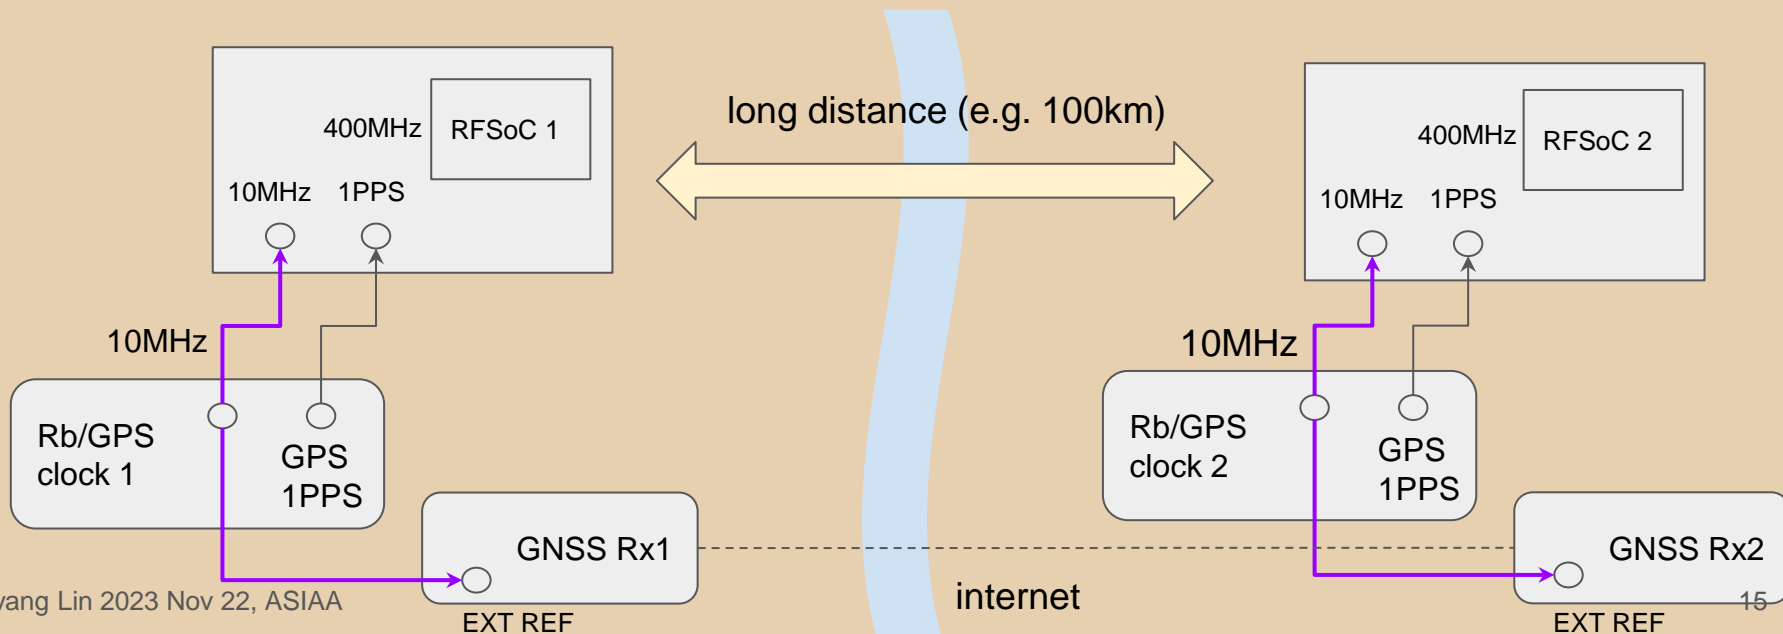 400MHz
RFSoC 1
10MHz
1PPS
long distance (e.g. 100km)
400MHz
RFSoC 2
10MHz
1PPS
10MHz
Rb/GPS
clock 1
GPS
1PPS
GNSS Rx1
EXT REF
internet
10MHz
Rb/GPS
clock 2
GPS
1PPS
GNSS Rx2
EXT REF
Lin 2023 Nov 22, ASIAA
15